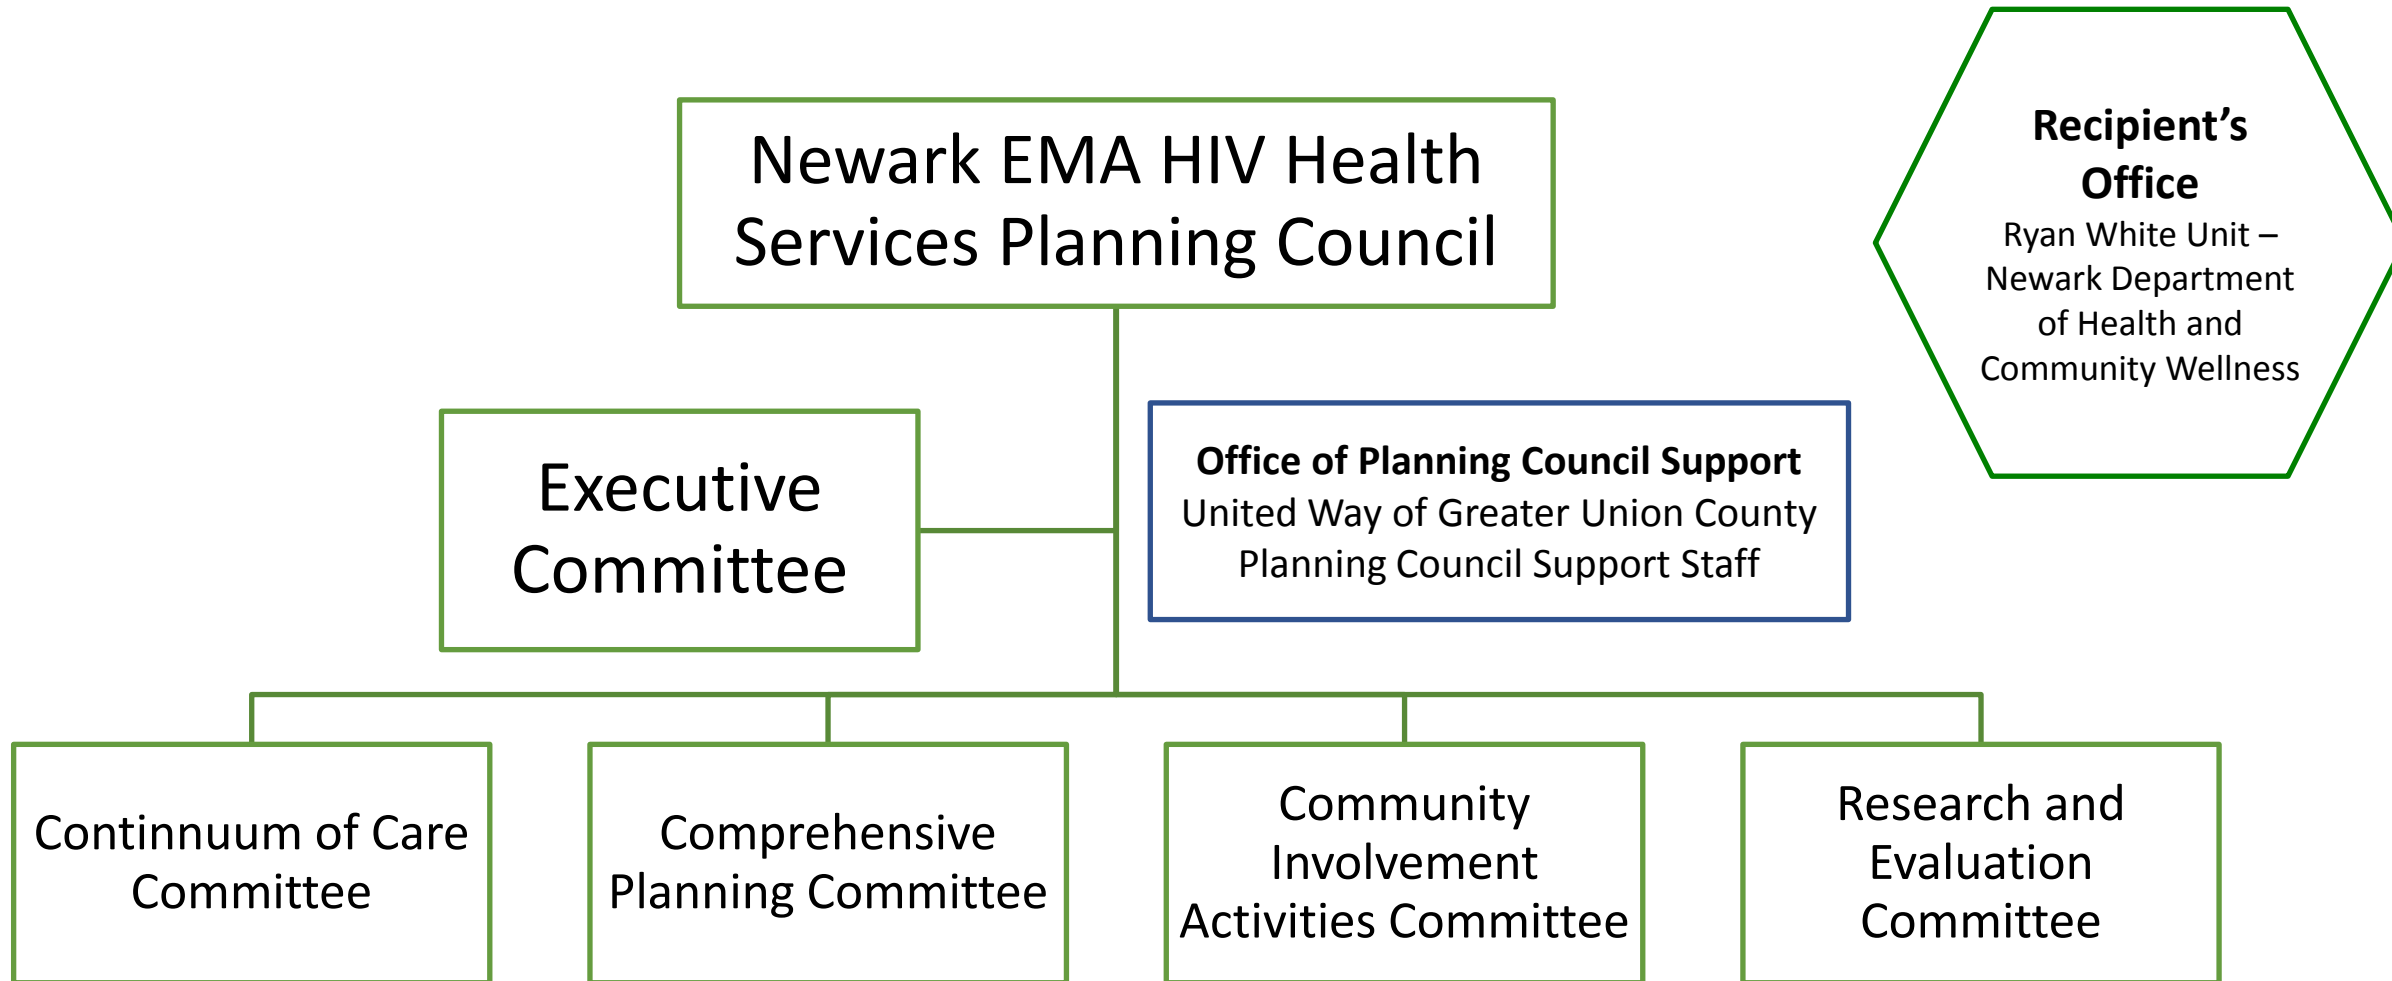 Newark EMA HIV Health
Services Planning Council
Recipient’s
Office
Ryan White Unit –
Newark Department
of Health and
Community Wellness
Executive
Committee
Office of Planning Council Support
United Way of Greater Union County
Planning Council Support Staff
Continnuum of Care
Committee
Comprehensive
Planning Committee
Community
Involvement
Activities Committee
Research and
Evaluation
Committee